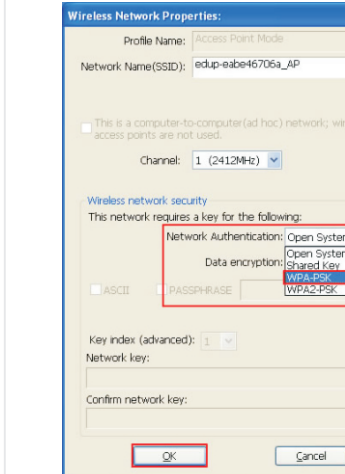 Wireless Network Properties:
Profile Name: Access Point Mode
Network Name(SSID): edup-eabe46706a_AP
This is a computer-to-computer(ad hoc) network; wir
access points are not used.
Channel: 1 (2412MHz)
Wireless network security
This network requires a key for the following:
Network Authentication: Open System
Open System
Data encryption: Shared Key
WPA-PSK
WPA2-PSK
ASCII PASSPHRASE
Key index (advanced): 1
Network key:
Confirm network key:
OK Cancel